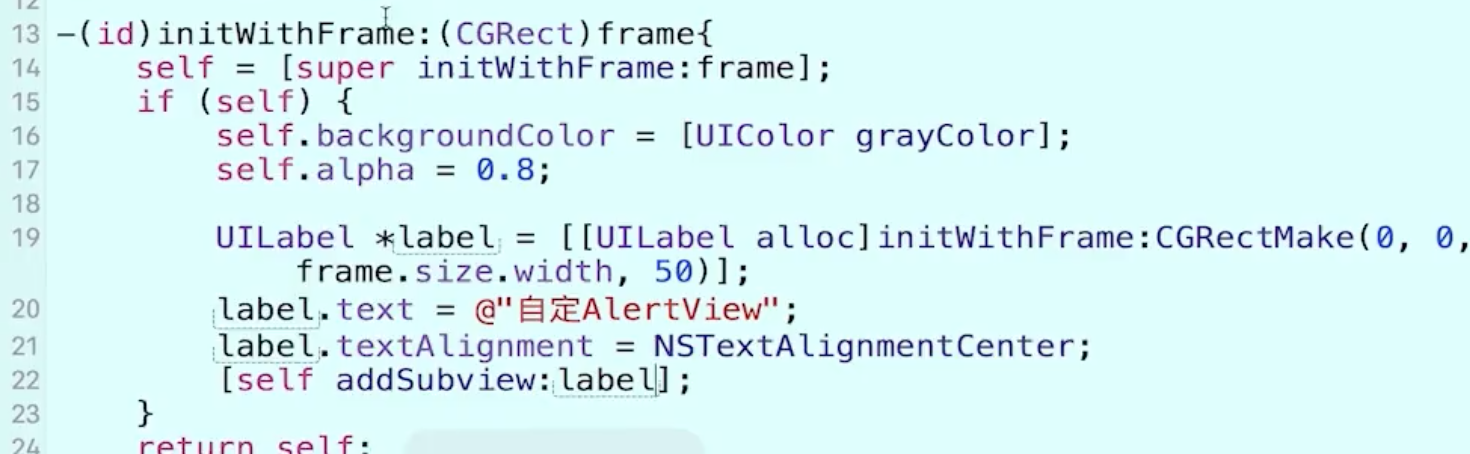 12
13 -(id)initWithFrame:(CGRect)frame{
14 self = [super initWithFrame:frame];
15 if (self) {
16 self.backgroundColor = [UIColor grayColor];
17 self.alpha = 0.8;
18
19 UILabel *label = [[UILabel alloc]initWithFrame:CGRectMake(0, 0,
frame.size.width, 50)];
20 label.text = @"自定AlertView";
21 label.textAlignment = NSTextAlignmentCenter;
22 [self addSubview:label];
23 }
24 return self;